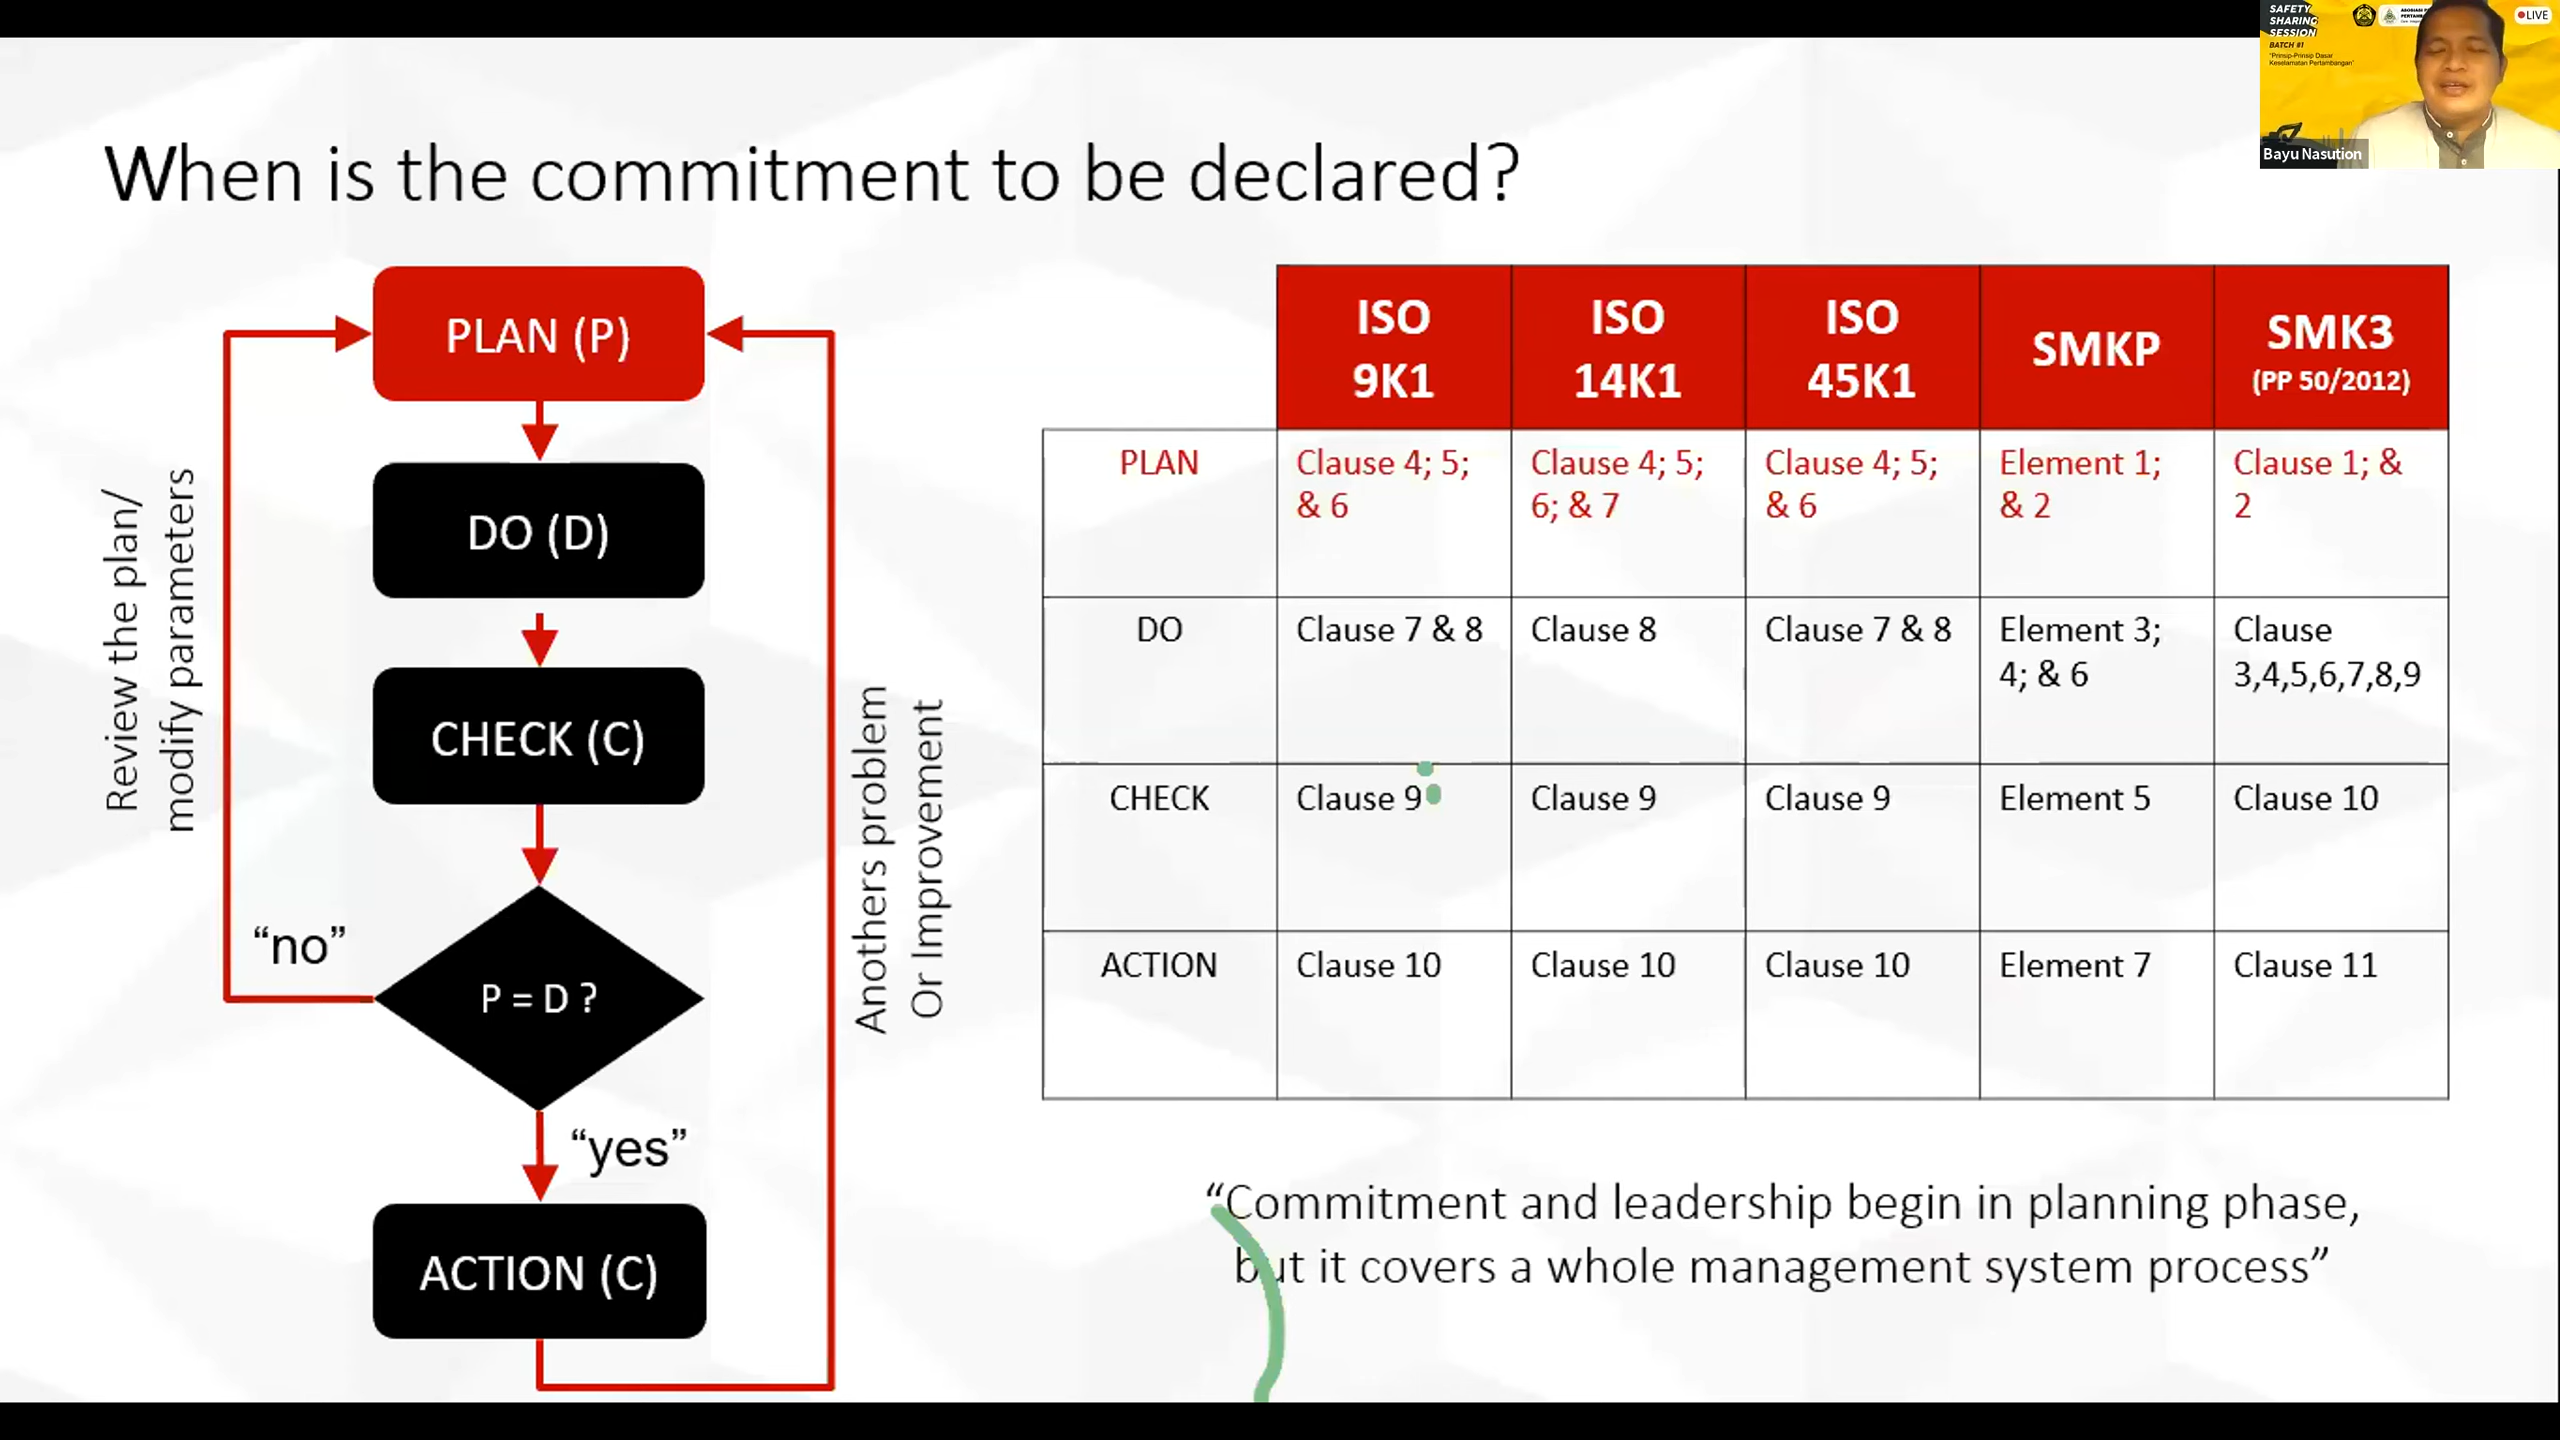 When is the commitment to be declared?
PLAN (P)
DO (D)
CHECK (C)
P = D ?
"no"
"yes"
ACTION (C)
Review the plan/
modify parameters
Anothers problem
Or Improvement
ISO
9K1
ISO
14K1
ISO
45K1
SMKP
SMK3
(PP 50/2012)
PLAN
Clause 4; 5;
& 6
Clause 4; 5;
6; & 7
Clause 4; 5;
& 6
Element 1;
& 2
Clause 1; &
2
DO
Clause 7 & 8
Clause 8
Clause 7 & 8
Element 3;
4; & 6
Clause
3,4,5,6,7,8,9
CHECK
Clause 9
Clause 9
Clause 9
Element 5
Clause 10
ACTION
Clause 10
Clause 10
Clause 10
Element 7
Clause 11
“Commitment and leadership begin in planning phase,
but it covers a whole management system process”
SAFETY
SHARING
SESSION
BATCH #1
"Prinsip-Prinsip Dasar
Keselamatan Pertambangan"
LIVE
Bayu Nasution